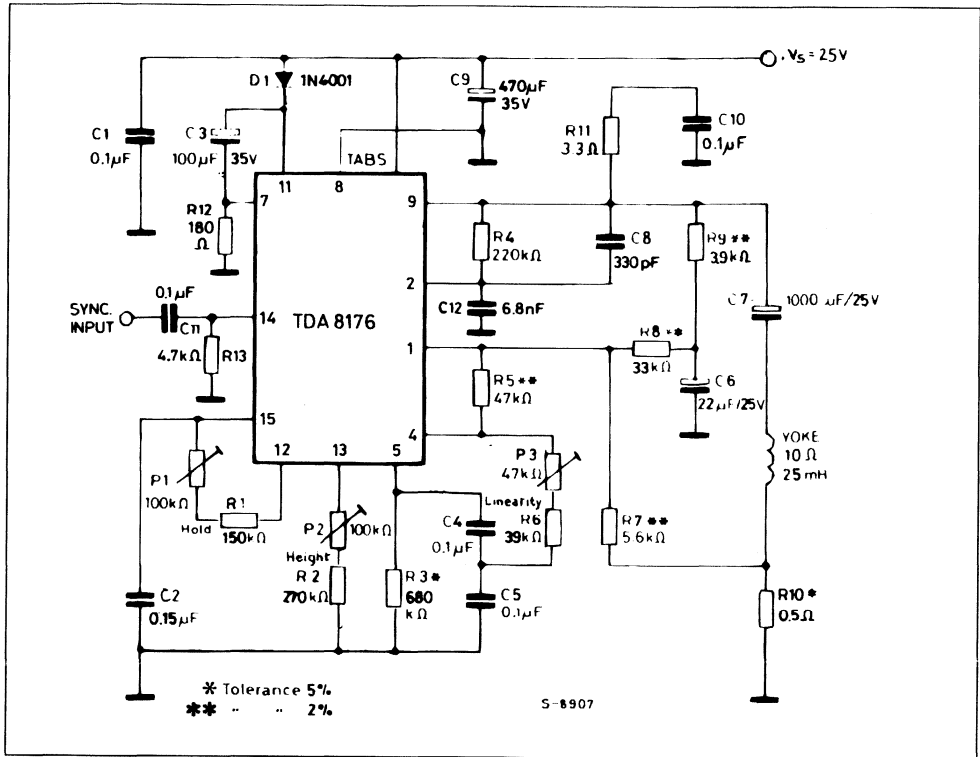 . Vs = 25V
D1 1N4001
C9 470µF
35V
C10
0.1µF
R11
3.3Ω
C1
0.1µF
C3
100µF 35V
TABS
11
8
7
9
R12
180
Ω
R4
220kΩ
C8
330pF
R9**
3.9kΩ
C7
1000 µF/25V
2
C12 6.8nF
0.1µF
SYNC.
INPUT
C11
14
TDA 8176
4.7kΩ R13
1
R8**
33kΩ
R5**
47kΩ
C6
22µF/25V
15
12
13
5
4
YOKE
10Ω
25mH
P1
100kΩ
R1
Hold 150kΩ
P2 100kΩ
Height
R2
270kΩ
P3
47kΩ
Linearity
R6
39kΩ
R7**
5.6kΩ
C4
0.1µF
R3*
680
kΩ
C5
0.1µF
C2
0.15µF
R10*
0.5Ω
* Tolerance 5%
** " " 2%
S-8907